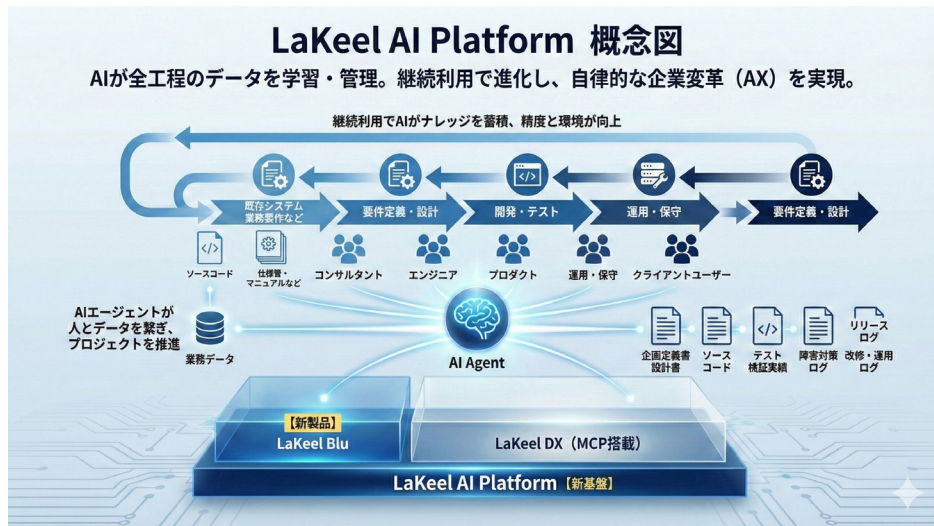 LaKeel AI Platform 概念図
AIが全工程のデータを学習・管理。継続利用で進化し、自律的な企業変革（AX）を実現。
継続利用でAIがナレッジを蓄積、精度と環境が向上
既存システム
業務要作など
要件定義・設計
開発・テスト
運用・保守
要件定義・設計
ソースコード
仕様管・
マニュアルなど
コンサルタント
エンジニア
プロダクト
運用・保守
クライアントユーザー
AIエージェントが
人とデータを繋ぎ、
プロジェクトを推進
業務データ
AI Agent
企画定義書
設計書
ソース
コード
テスト
検証実績
障害対策
ログ
リリース
ログ
改修・運用
ログ
【新製品】
LaKeel Blu
LaKeel DX（MCP搭載）
LaKeel AI Platform【新基盤】